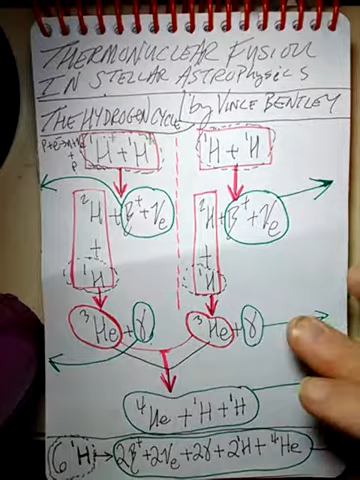 THERMONUCLEAR FUSION
IN STELLAR ASTROPHYSICS
THE HYDROGEN CYCLE by VINCE BENTLEY
¹H + ¹H ¹H + ¹H
²H + β⁺ + νe ²H + β⁺ + νe
+ +
¹H ¹H
³He + γ ³He + γ
⁴He + ¹H + ¹H
6 ¹H → 2β⁺ + 2νe + 2γ + 2¹H + ⁴He